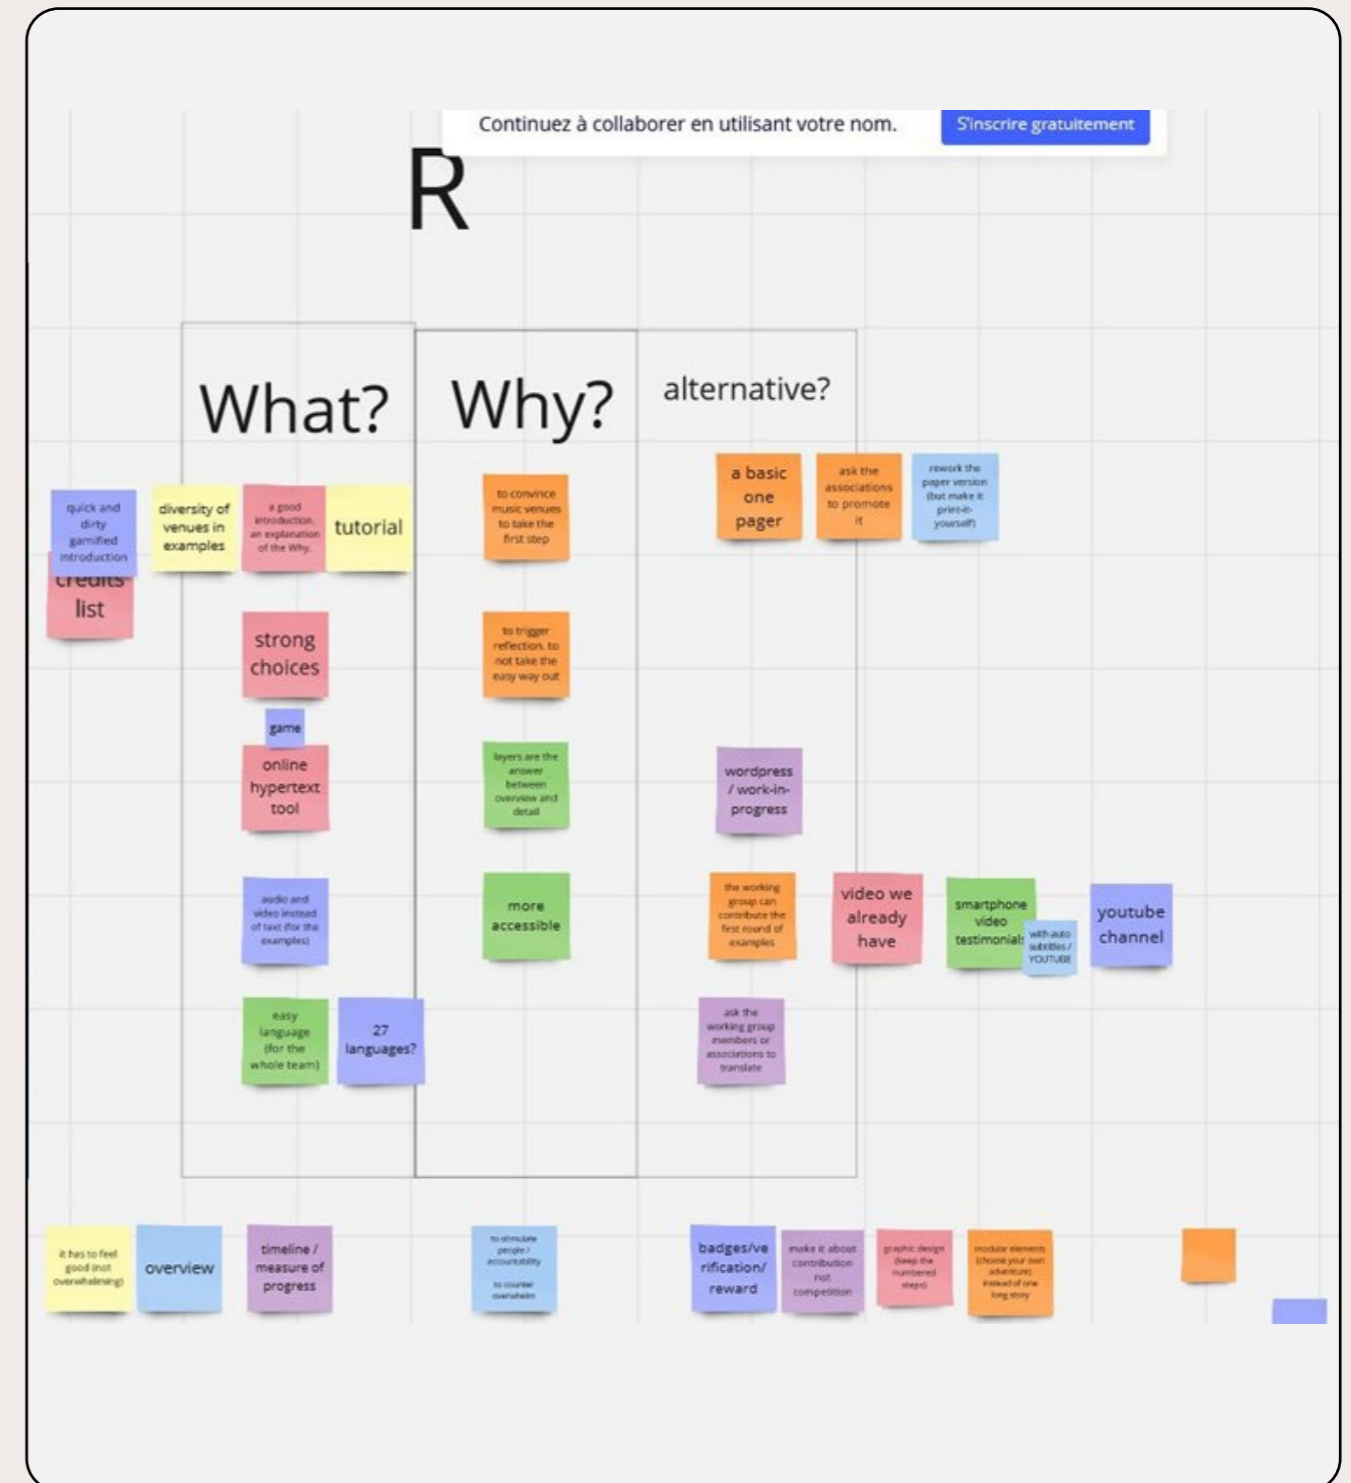 Continuez à collaborer en utilisant votre nom.
S'inscrire gratuitement
R
What?
Why?
alternative?
quick and
dirty
gamified
introduction
credits
list
diversity of
venues in
examples
a good
introduction.
an explanation
of the Why.
tutorial
to convince
music venues
to take the
first step
a basic
one
pager
ask the
associations
to promote
it
rework the
paper version
(but make it
print-it-
yourself)
strong
choices
to trigger
reflection. to
not take the
easy way out
game
online
hypertext
tool
layers are the
answer
between
overview and
detail
wordpress
/ work-in-
progress
audio and
video instead
of text (for the
examples)
more
accessible
the working
group can
contribute the
first round of
examples
video we
already
have
smartphone
video
testimonials
with auto
subtitles /
YOUTUBE
youtube
channel
easy
language
(for the
whole team)
27
languages?
ask the
working group
members or
associations to
translate
it has to feel
good (not
overwhelming)
overview
timeline /
measure of
progress
to stimulate
people /
accountability
to counter
overwhelm
badges/ve
rification/
reward
make it about
contribution
not
competition
graphic design
(keep the
numbered
steps)
modular elements
(choose your own
adventure)
instead of one
long story